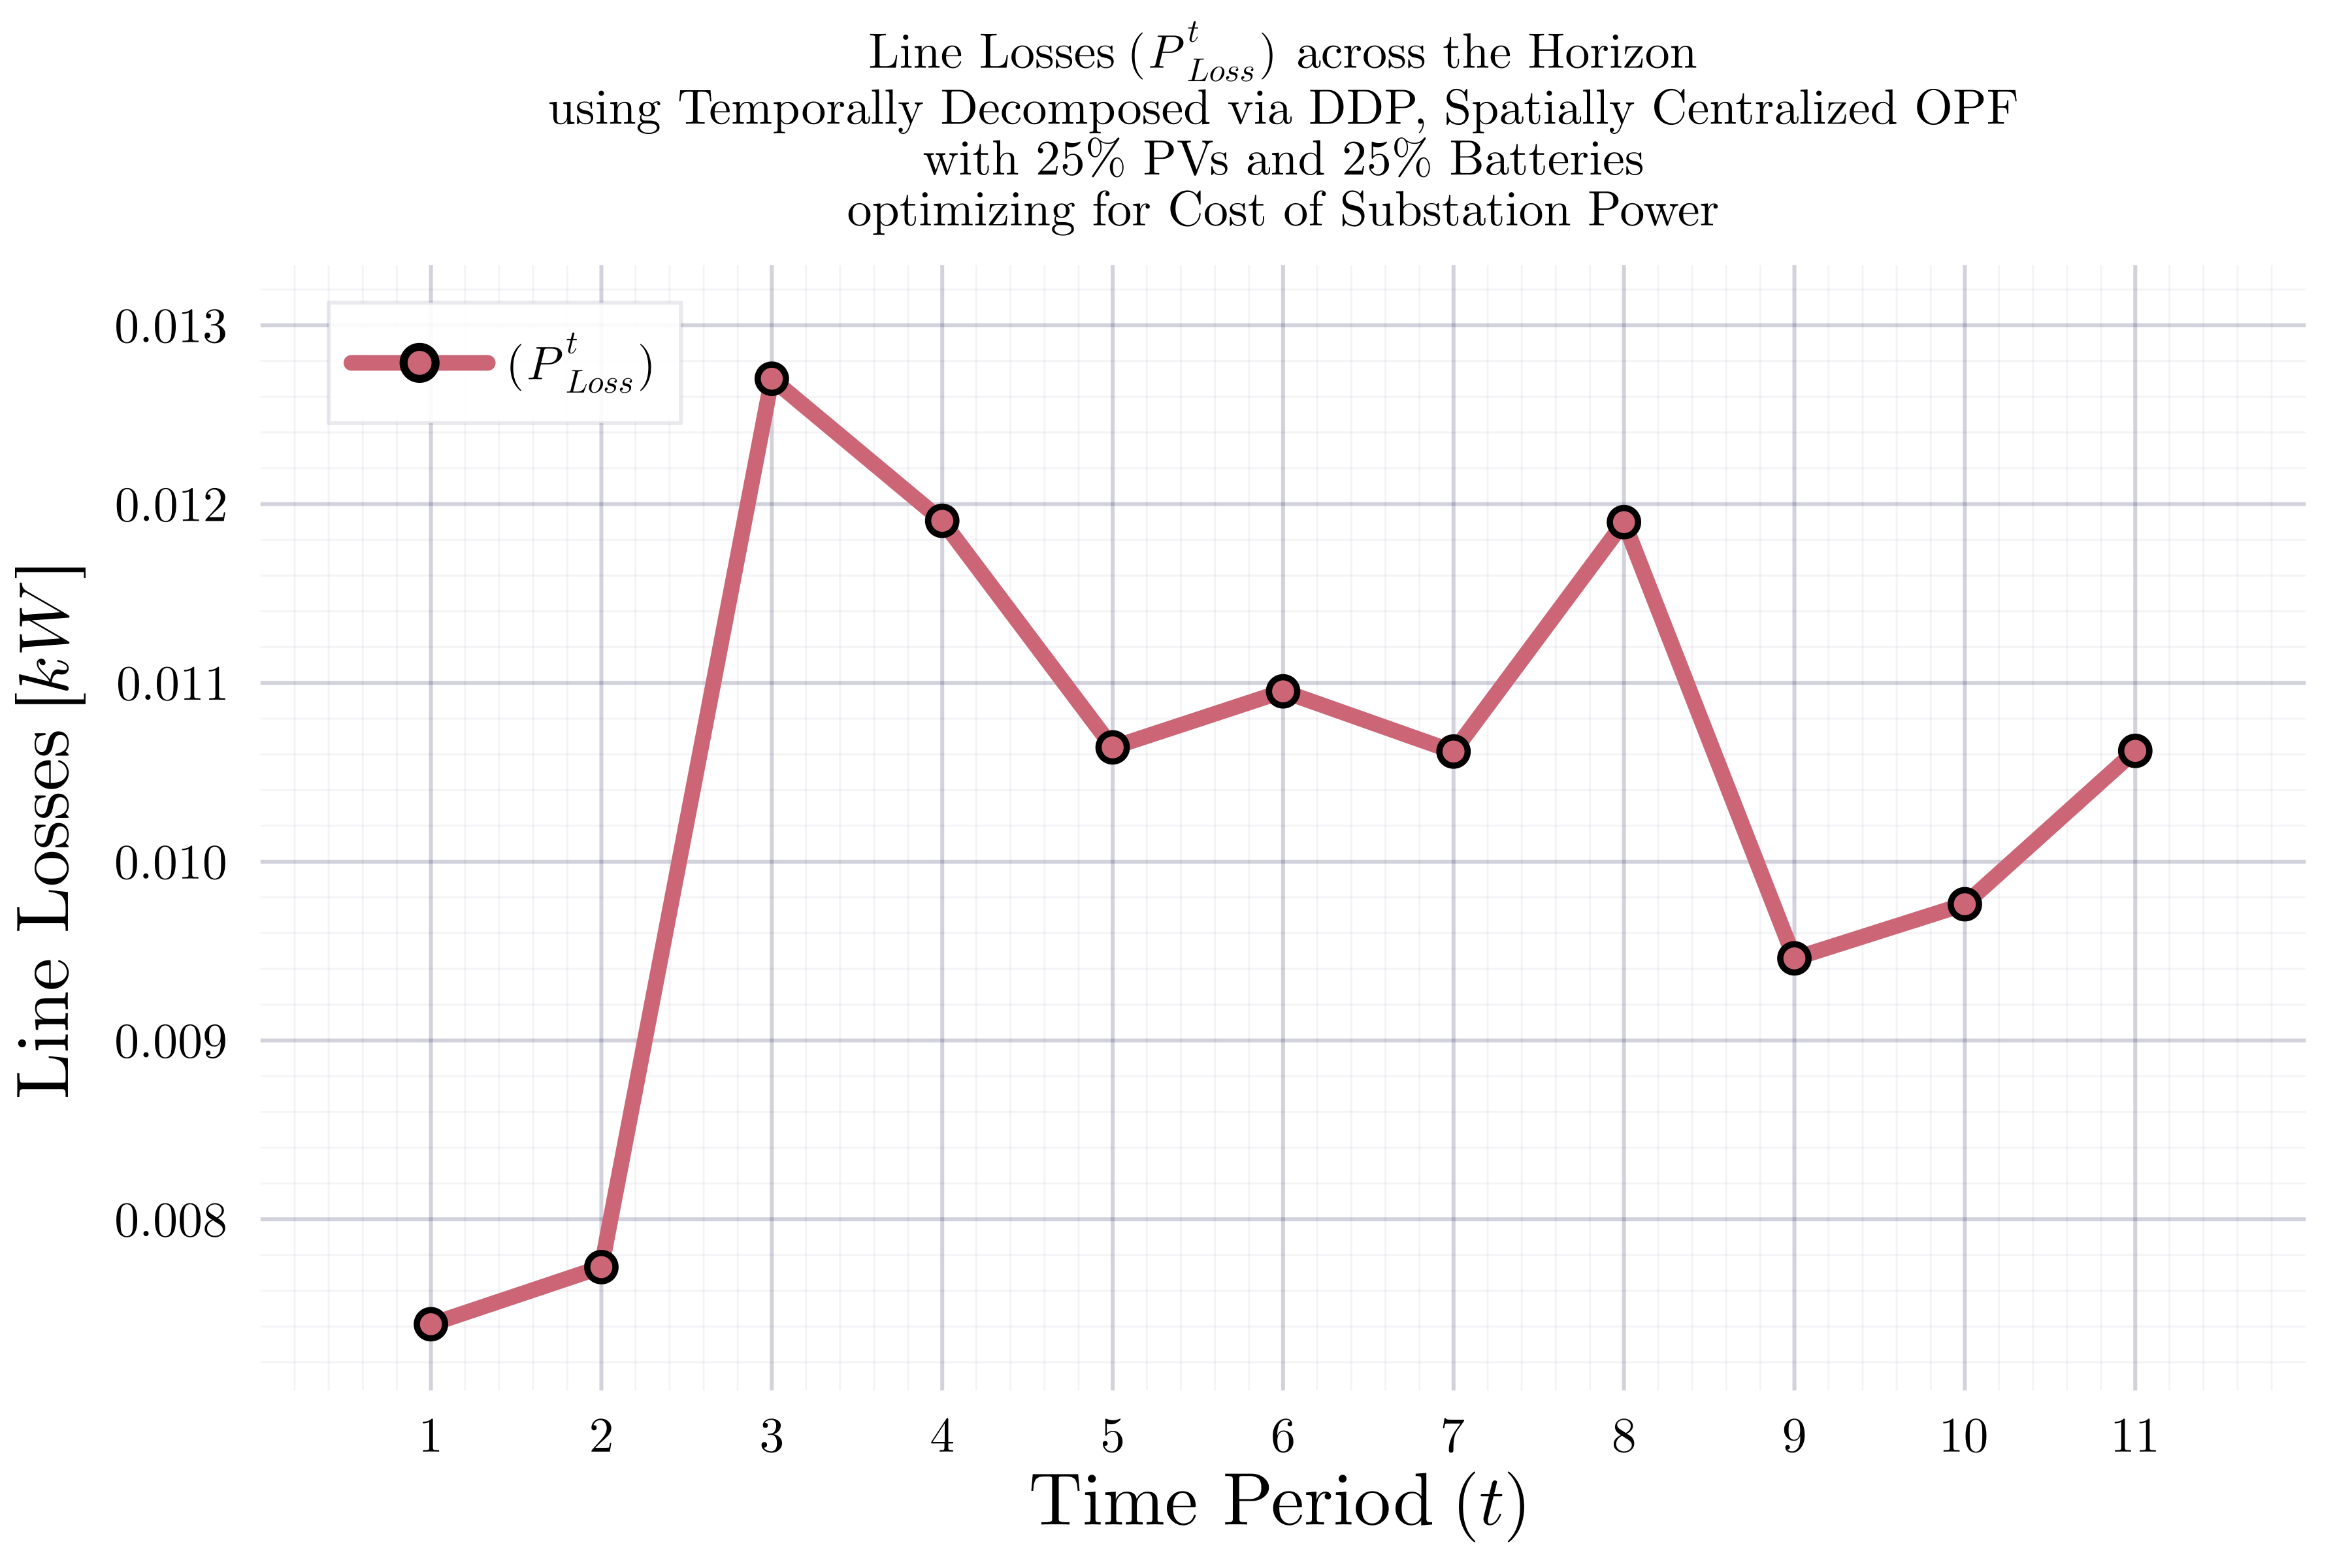 Line Losses (P^t_Loss) across the Horizon
using Temporally Decomposed via DDP, Spatially Centralized OPF
with 25% PVs and 25% Batteries
optimizing for Cost of Substation Power
(P^t_Loss)
0.013
0.012
0.011
0.010
0.009
0.008
Line Losses [kW]
1 2 3 4 5 6 7 8 9 10 11
Time Period (t)